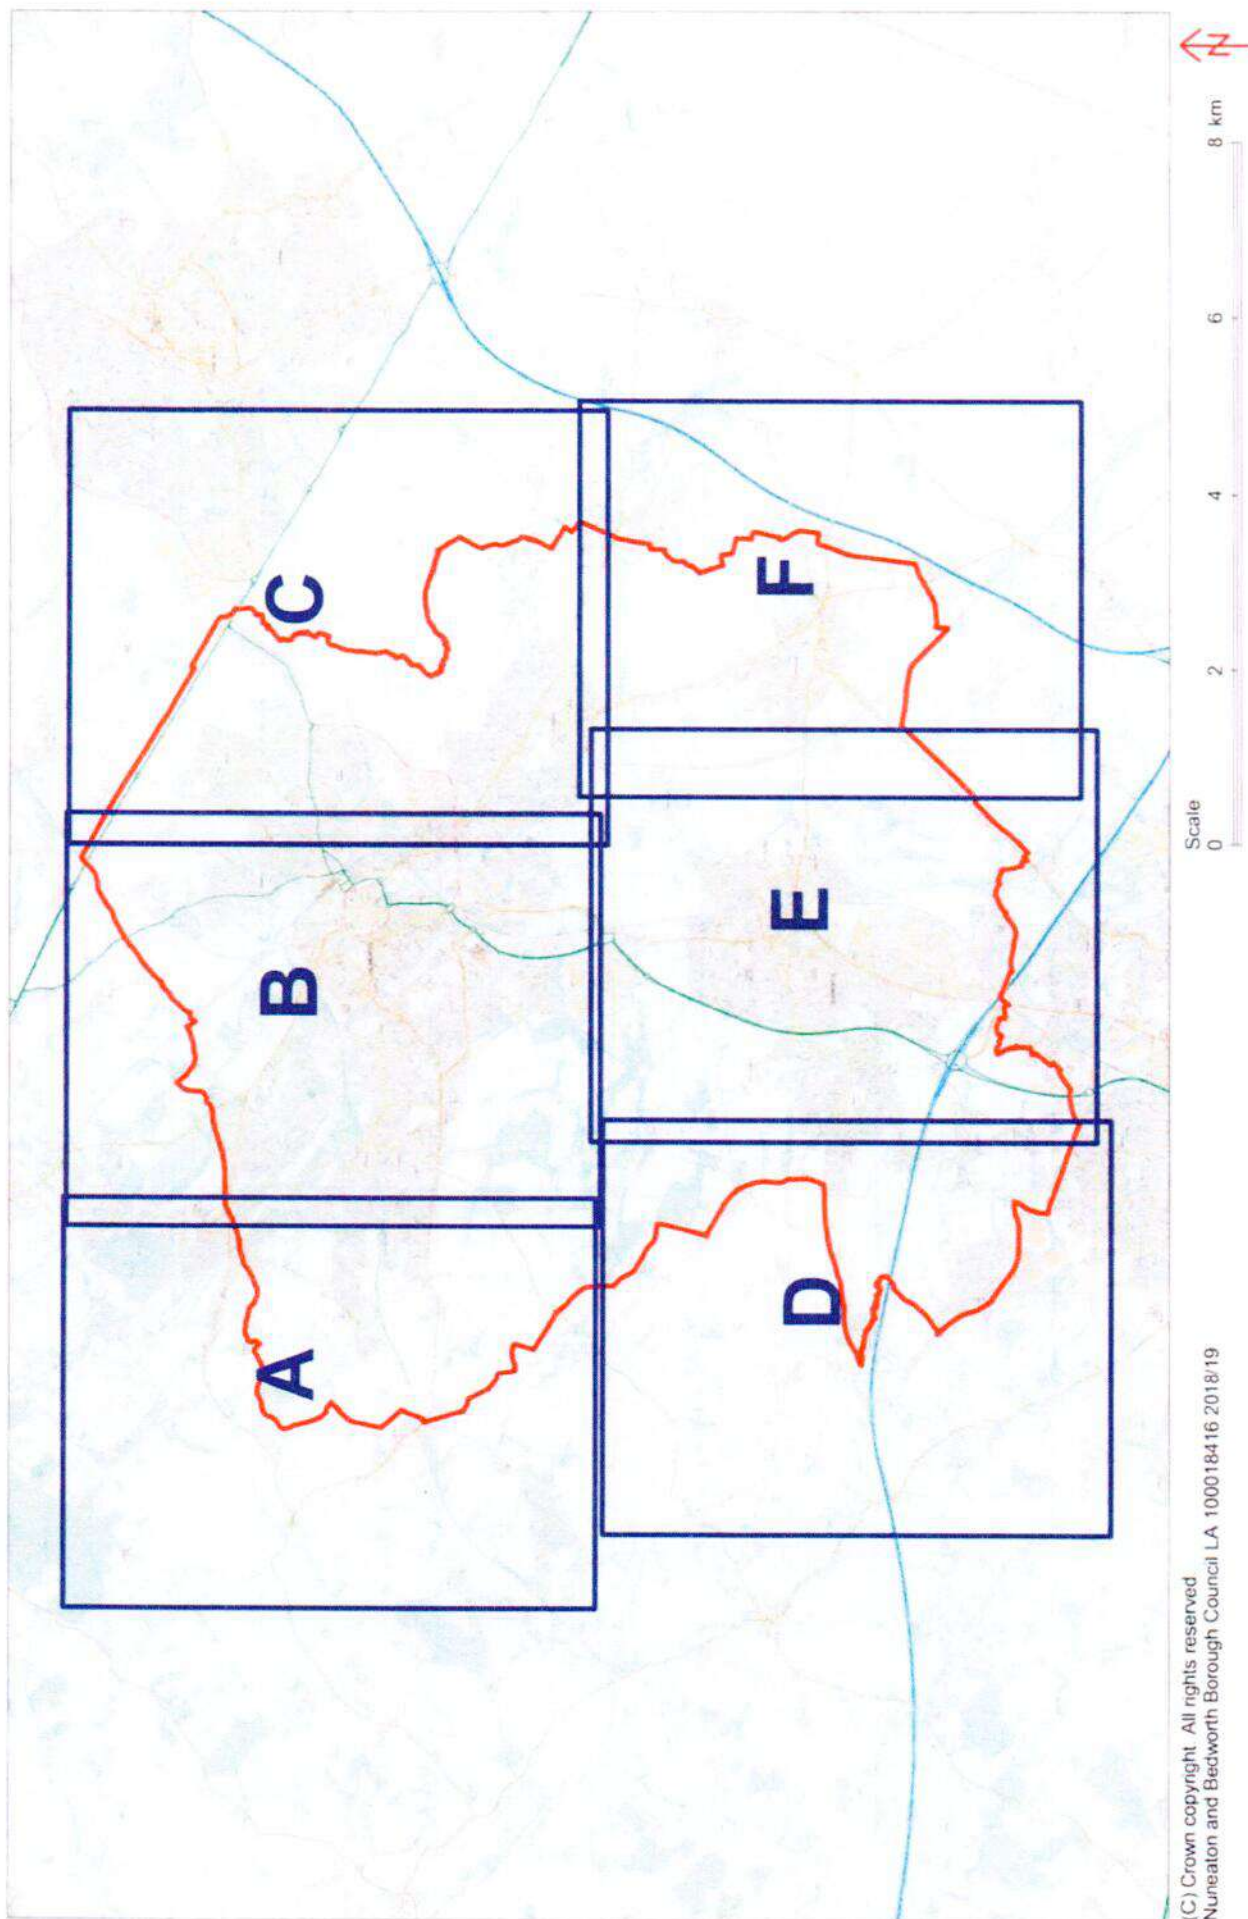 A
B
C
D
E
F
Scale
0 2 4 6 8 km
N
(C) Crown copyright All rights reserved
Nuneaton and Bedworth Borough Council LA 100018416 2018/19